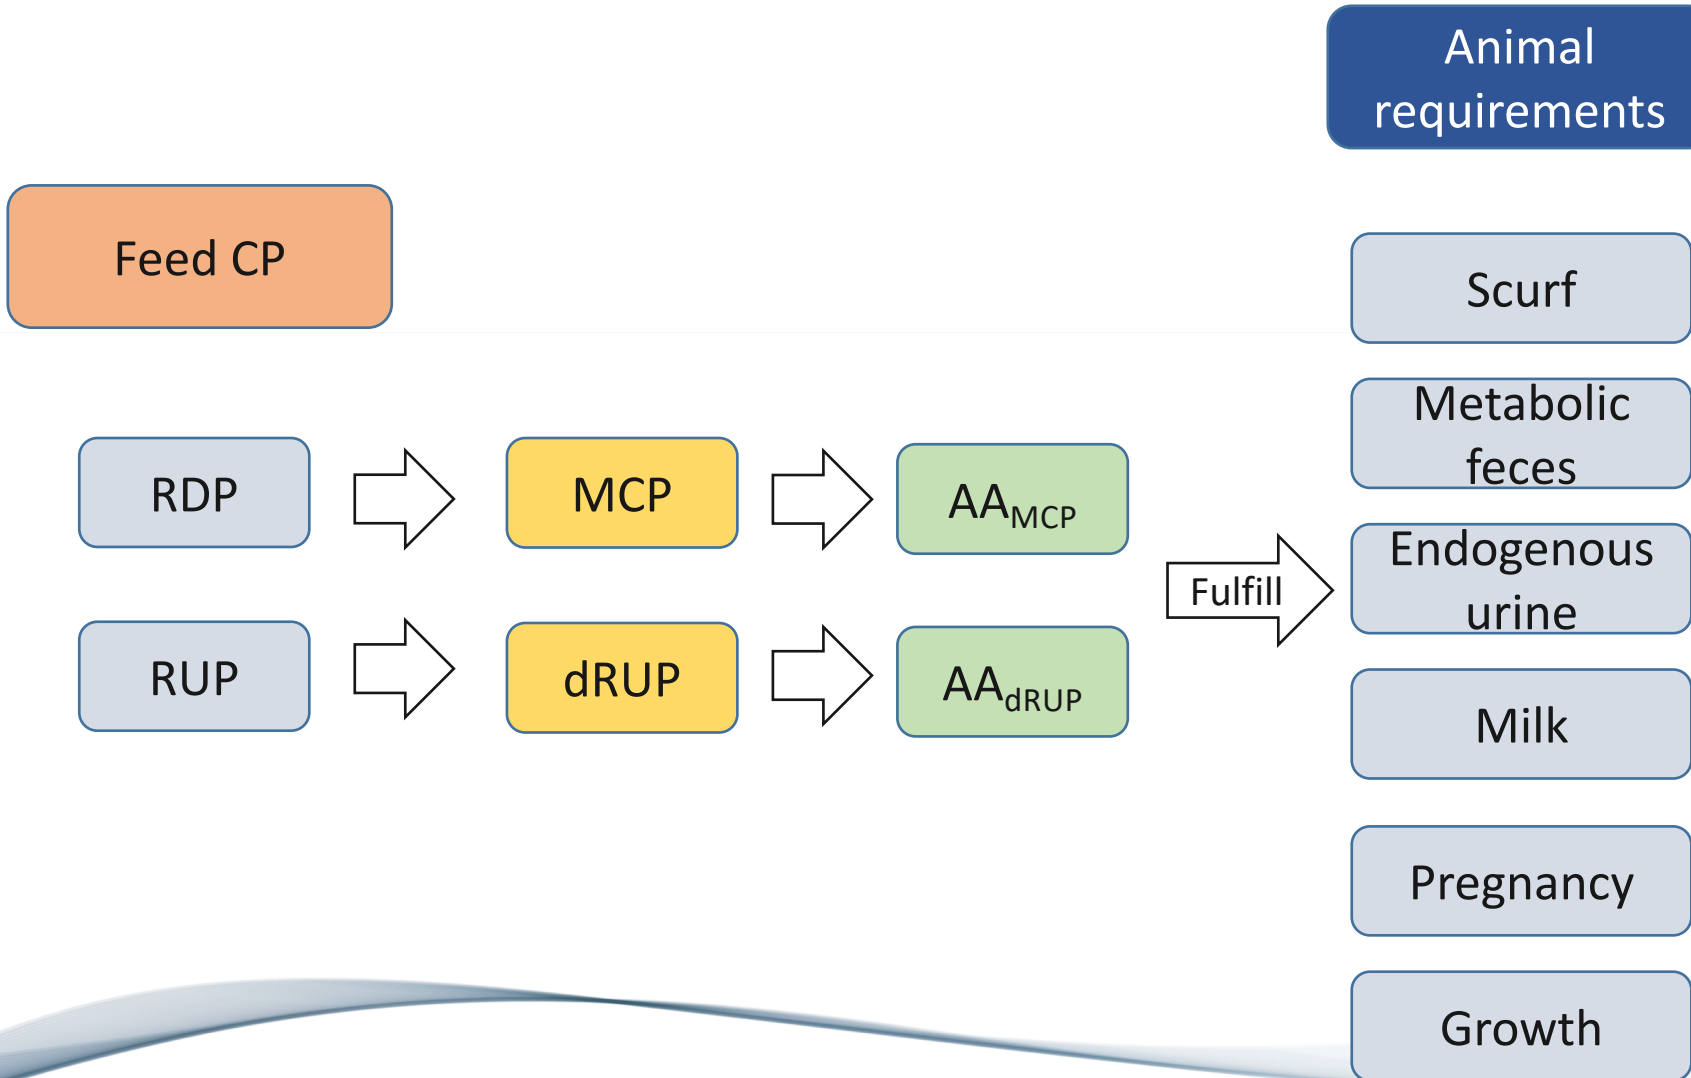 Animal
requirements
Feed CP
Scurf
Metabolic
feces
RDP
MCP
AAMCP
Endogenous
urine
Fulfill
RUP
dRUP
AAdRUP
Milk
Pregnancy
Growth